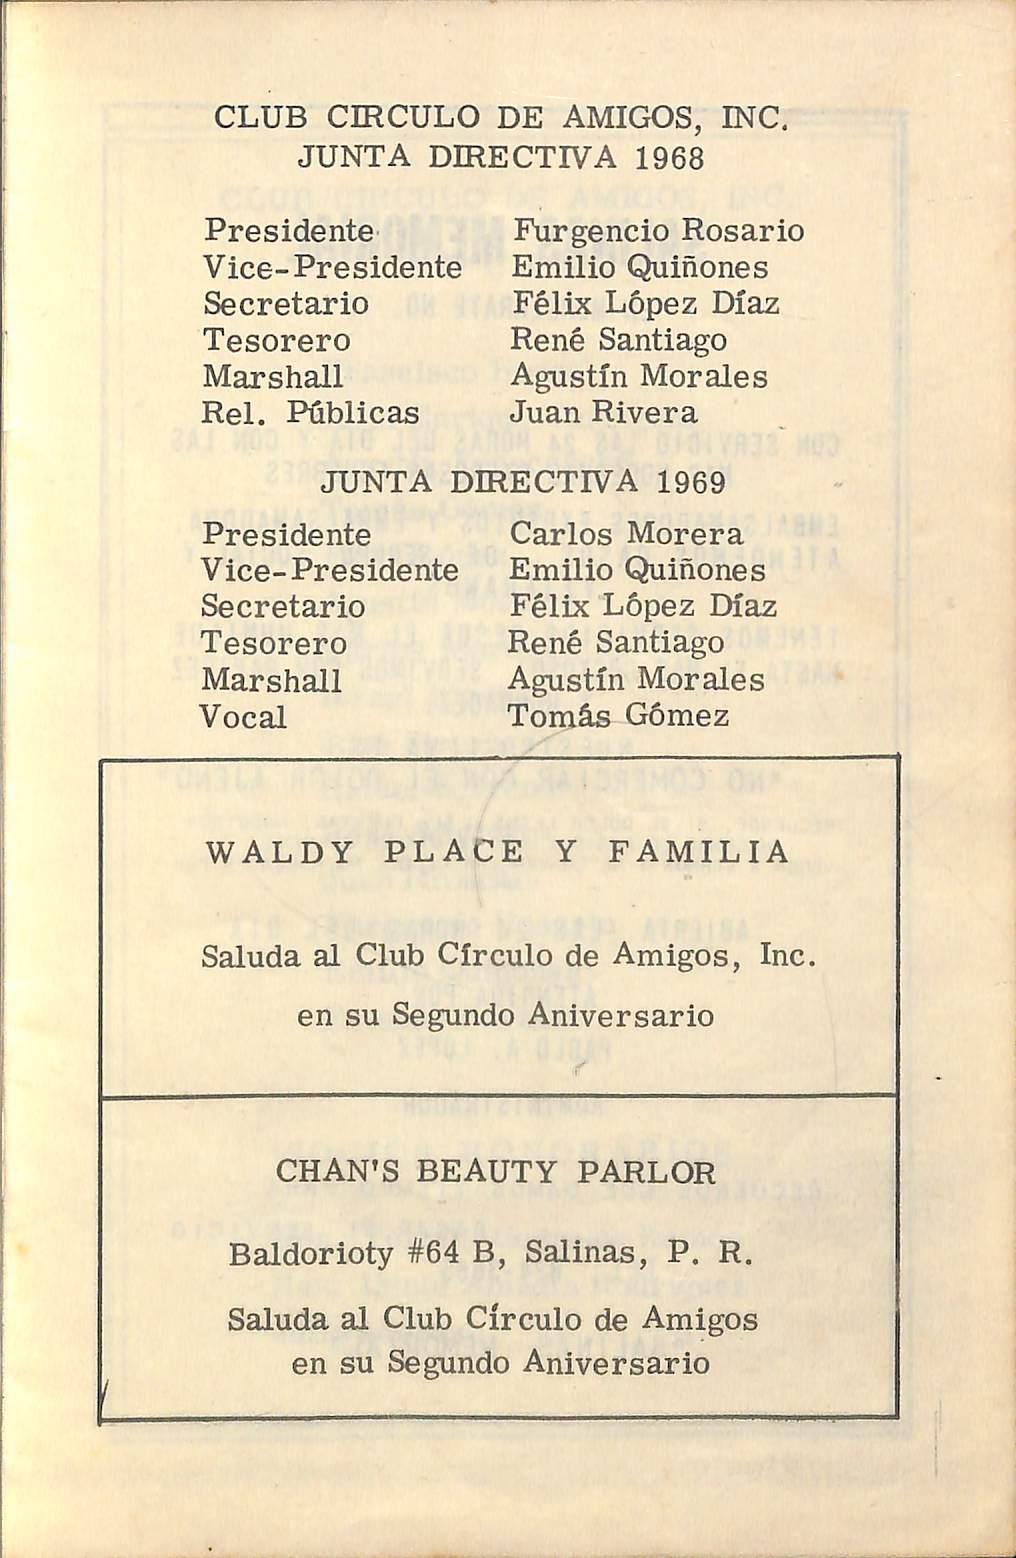 CLUB CIRCULO DE AMIGOS, INC.
JUNTA DIRECTIVA 1968
Presidente Furgencio Rosario
Vice-Presidente Emilio Quiñones
Secretario Félix López Díaz
Tesorero René Santiago
Marshall Agustín Morales
Rel. Públicas Juan Rivera
JUNTA DIRECTIVA 1969
Presidente Carlos Morera
Vice-Presidente Emilio Quiñones
Secretario Félix López Díaz
Tesorero René Santiago
Marshall Agustín Morales
Vocal Tomás Gómez
WALDY PLACE Y FAMILIA
Saluda al Club Círculo de Amigos, Inc.
en su Segundo Aniversario
CHAN'S BEAUTY PARLOR
Baldorioty #64 B, Salinas, P. R.
Saluda al Club Círculo de Amigos
en su Segundo Aniversario